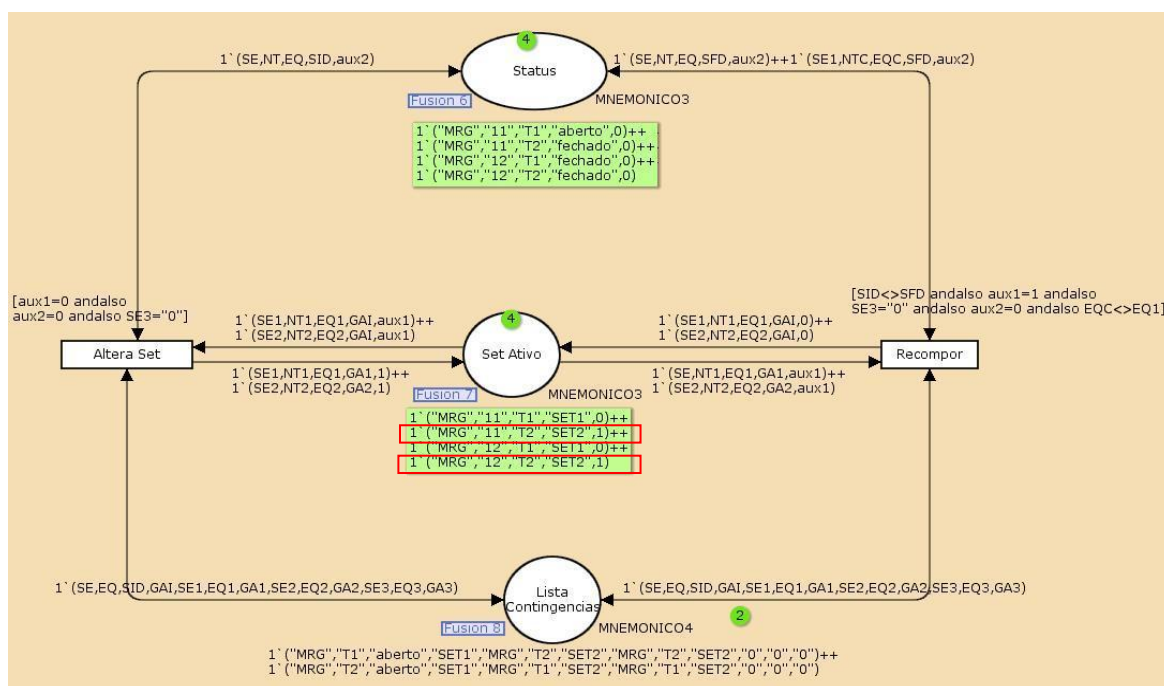 4
1`(SE,NT,EQ,SID,aux2)
1`(SE,NT,EQ,SFD,aux2)++1`(SE1,NTC,EQC,SFD,aux2)
Status
Fusion 6
MNEMONICO3
1`("MRG","11","T1","aberto",0)++
1`("MRG","11","T2","fechado",0)++
1`("MRG","12","T1","fechado",0)++
1`("MRG","12","T2","fechado",0)
[aux1=0 andalso
aux2=0 andalso SE3="0"]
[SID<>SFD andalso aux1=1 andalso
SE3="0" andalso aux2=0 andalso EQC<>EQ1]
1`(SE1,NT1,EQ1,GAI,aux1)++
1`(SE2,NT2,EQ2,GAI,aux1)
4
1`(SE1,NT1,EQ1,GAI,0)++
1`(SE2,NT2,EQ2,GAI,0)
Altera Set
Set Ativo
Recompor
1`(SE1,NT1,EQ1,GA1,1)++
1`(SE2,NT2,EQ2,GA2,1)
1`(SE1,NT1,EQ1,GA1,aux1)++
1`(SE2,NT2,EQ2,GA2,aux1)
Fusion 7
MNEMONICO3
1`("MRG","11","T1","SET1",0)++
1`("MRG","11","T2","SET2",1)++
1`("MRG","12","T1","SET1",0)++
1`("MRG","12","T2","SET2",1)
1`(SE,EQ,SID,GAI,SE1,EQ1,GA1,SE2,EQ2,GA2,SE3,EQ3,GA3)
Lista
Contingencias
1`(SE,EQ,SID,GAI,SE1,EQ1,GA1,SE2,EQ2,GA2,SE3,EQ3,GA3)
2
Fusion 8
MNEMONICO4
1`("MRG","T1","aberto","SET1","MRG","T2","SET2","MRG","T2","SET2","0","0","0")++
1`("MRG","T2","aberto","SET1","MRG","T1","SET2","MRG","T1","SET2","0","0","0")